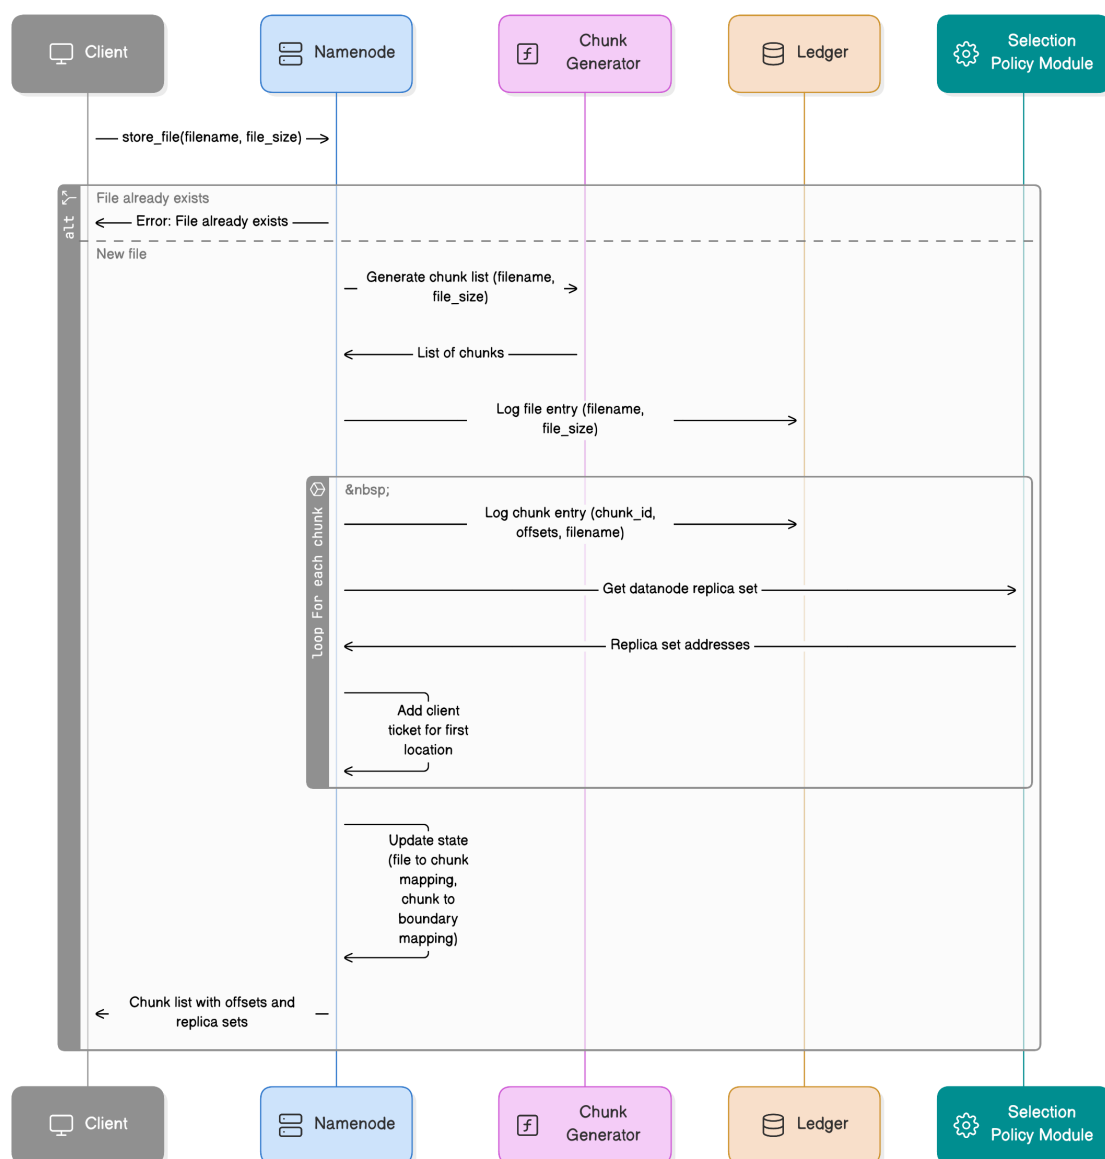 Client
Namenode
Chunk
Generator
Ledger
Selection
Policy Module
store_file(filename, file_size)
alt
File already exists
Error: File already exists
New file
Generate chunk list (filename,
file_size)
List of chunks
Log file entry (filename,
file_size)
loop For each chunk
&nbsp;
Log chunk entry (chunk_id,
offsets, filename)
Get datanode replica set
Replica set addresses
Add client
ticket for first
location
Update state
(file to chunk
mapping,
chunk to
boundary
mapping)
Chunk list with offsets and
replica sets
Client
Namenode
Chunk
Generator
Ledger
Selection
Policy Module